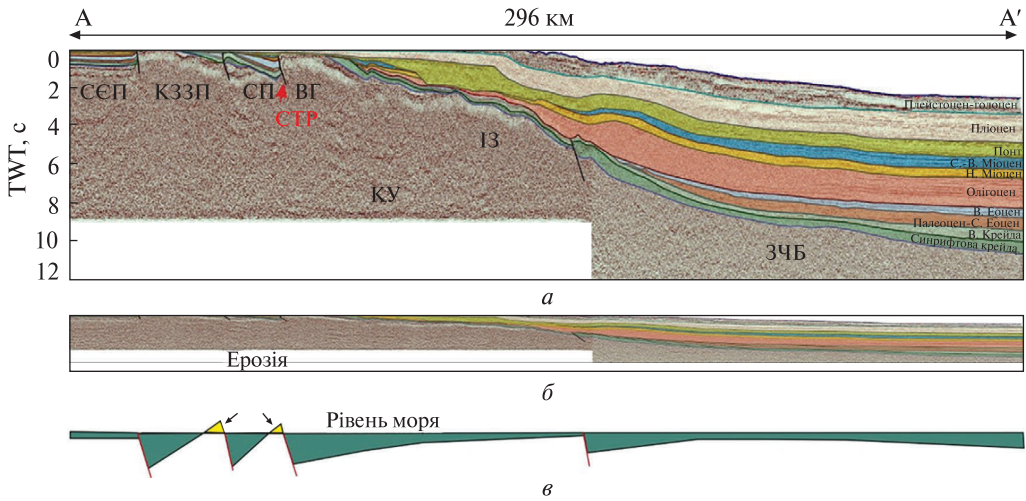 А 296 км А′
0
2
4
6
8
10
12
TWT, с
СЄП КЗЗП СП ВГ
СТР
ІЗ
КУ
ЗЧБ
Плейстоцен-голоцен
Пліоцен
Понт
С.-В. Міоцен
Н. Міоцен
Олігоцен
В. Еоцен
Палеоцен-С. Еоцен
В. Крейда
Синрифтова крейда
а
Ерозія
б
Рівень моря
в